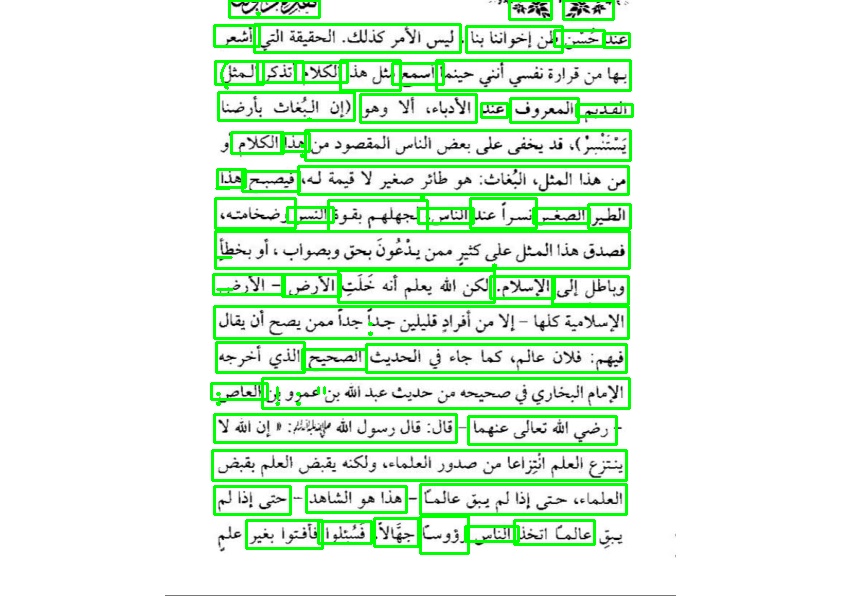 عند حُسْن ظن إخواننا بنا، ليس الأمر كذلك. الحقيقة التي أشعر
بها من قرارة نفسي أنني حينما اسمع مثل هذا الكلام أتذكر المثل
القديم المعروف عند الأدباء، ألا وهو (إن البُغاث بأرضنا
يَسْتَنْسِرُ)، قد يخفى على بعض الناس المقصود من هذا الكلام و
من هذا المثل، البُغاث: هو طائر صغير لا قيمة له، فيصبح هذا
الطير الصغير نسراً عند الناس، لجهلهم بقوة النسر وضخامته،
فصدق هذا المثل على كثيرٍ ممن يدْعُونَ بحق وبصواب ، أو بخطأٍ
وباطل إلى الإسلام. لكن الله يعلم أنه خَلَتِ الأرض – الأرض
الإسلامية كلها – إلا من أفرادٍ قليلين جداً جداً ممن يصح أن يقال
فيهم: فلان عالم، كما جاء في الحديث الصحيح الذي أخرجه
الإمام البخاري في صحيحه من حديث عبد الله بن عمرو بن العاص
– رضي الله تعالى عنهما – قال: قال رسول الله ﷺ: « إن الله لا
ينتزع العلم انْتِزاعا من صدور العلماء، ولكنه يقبض العلم بقبض
العلماء، حتى إذا لم يبق عالمًا – هذا هو الشاهد – حتى إذا لم
يبقِ عالمًا اتخذ الناس رؤوسًا جهَّالاً، فَسُئلوا فأفتوا بغير علمٍ